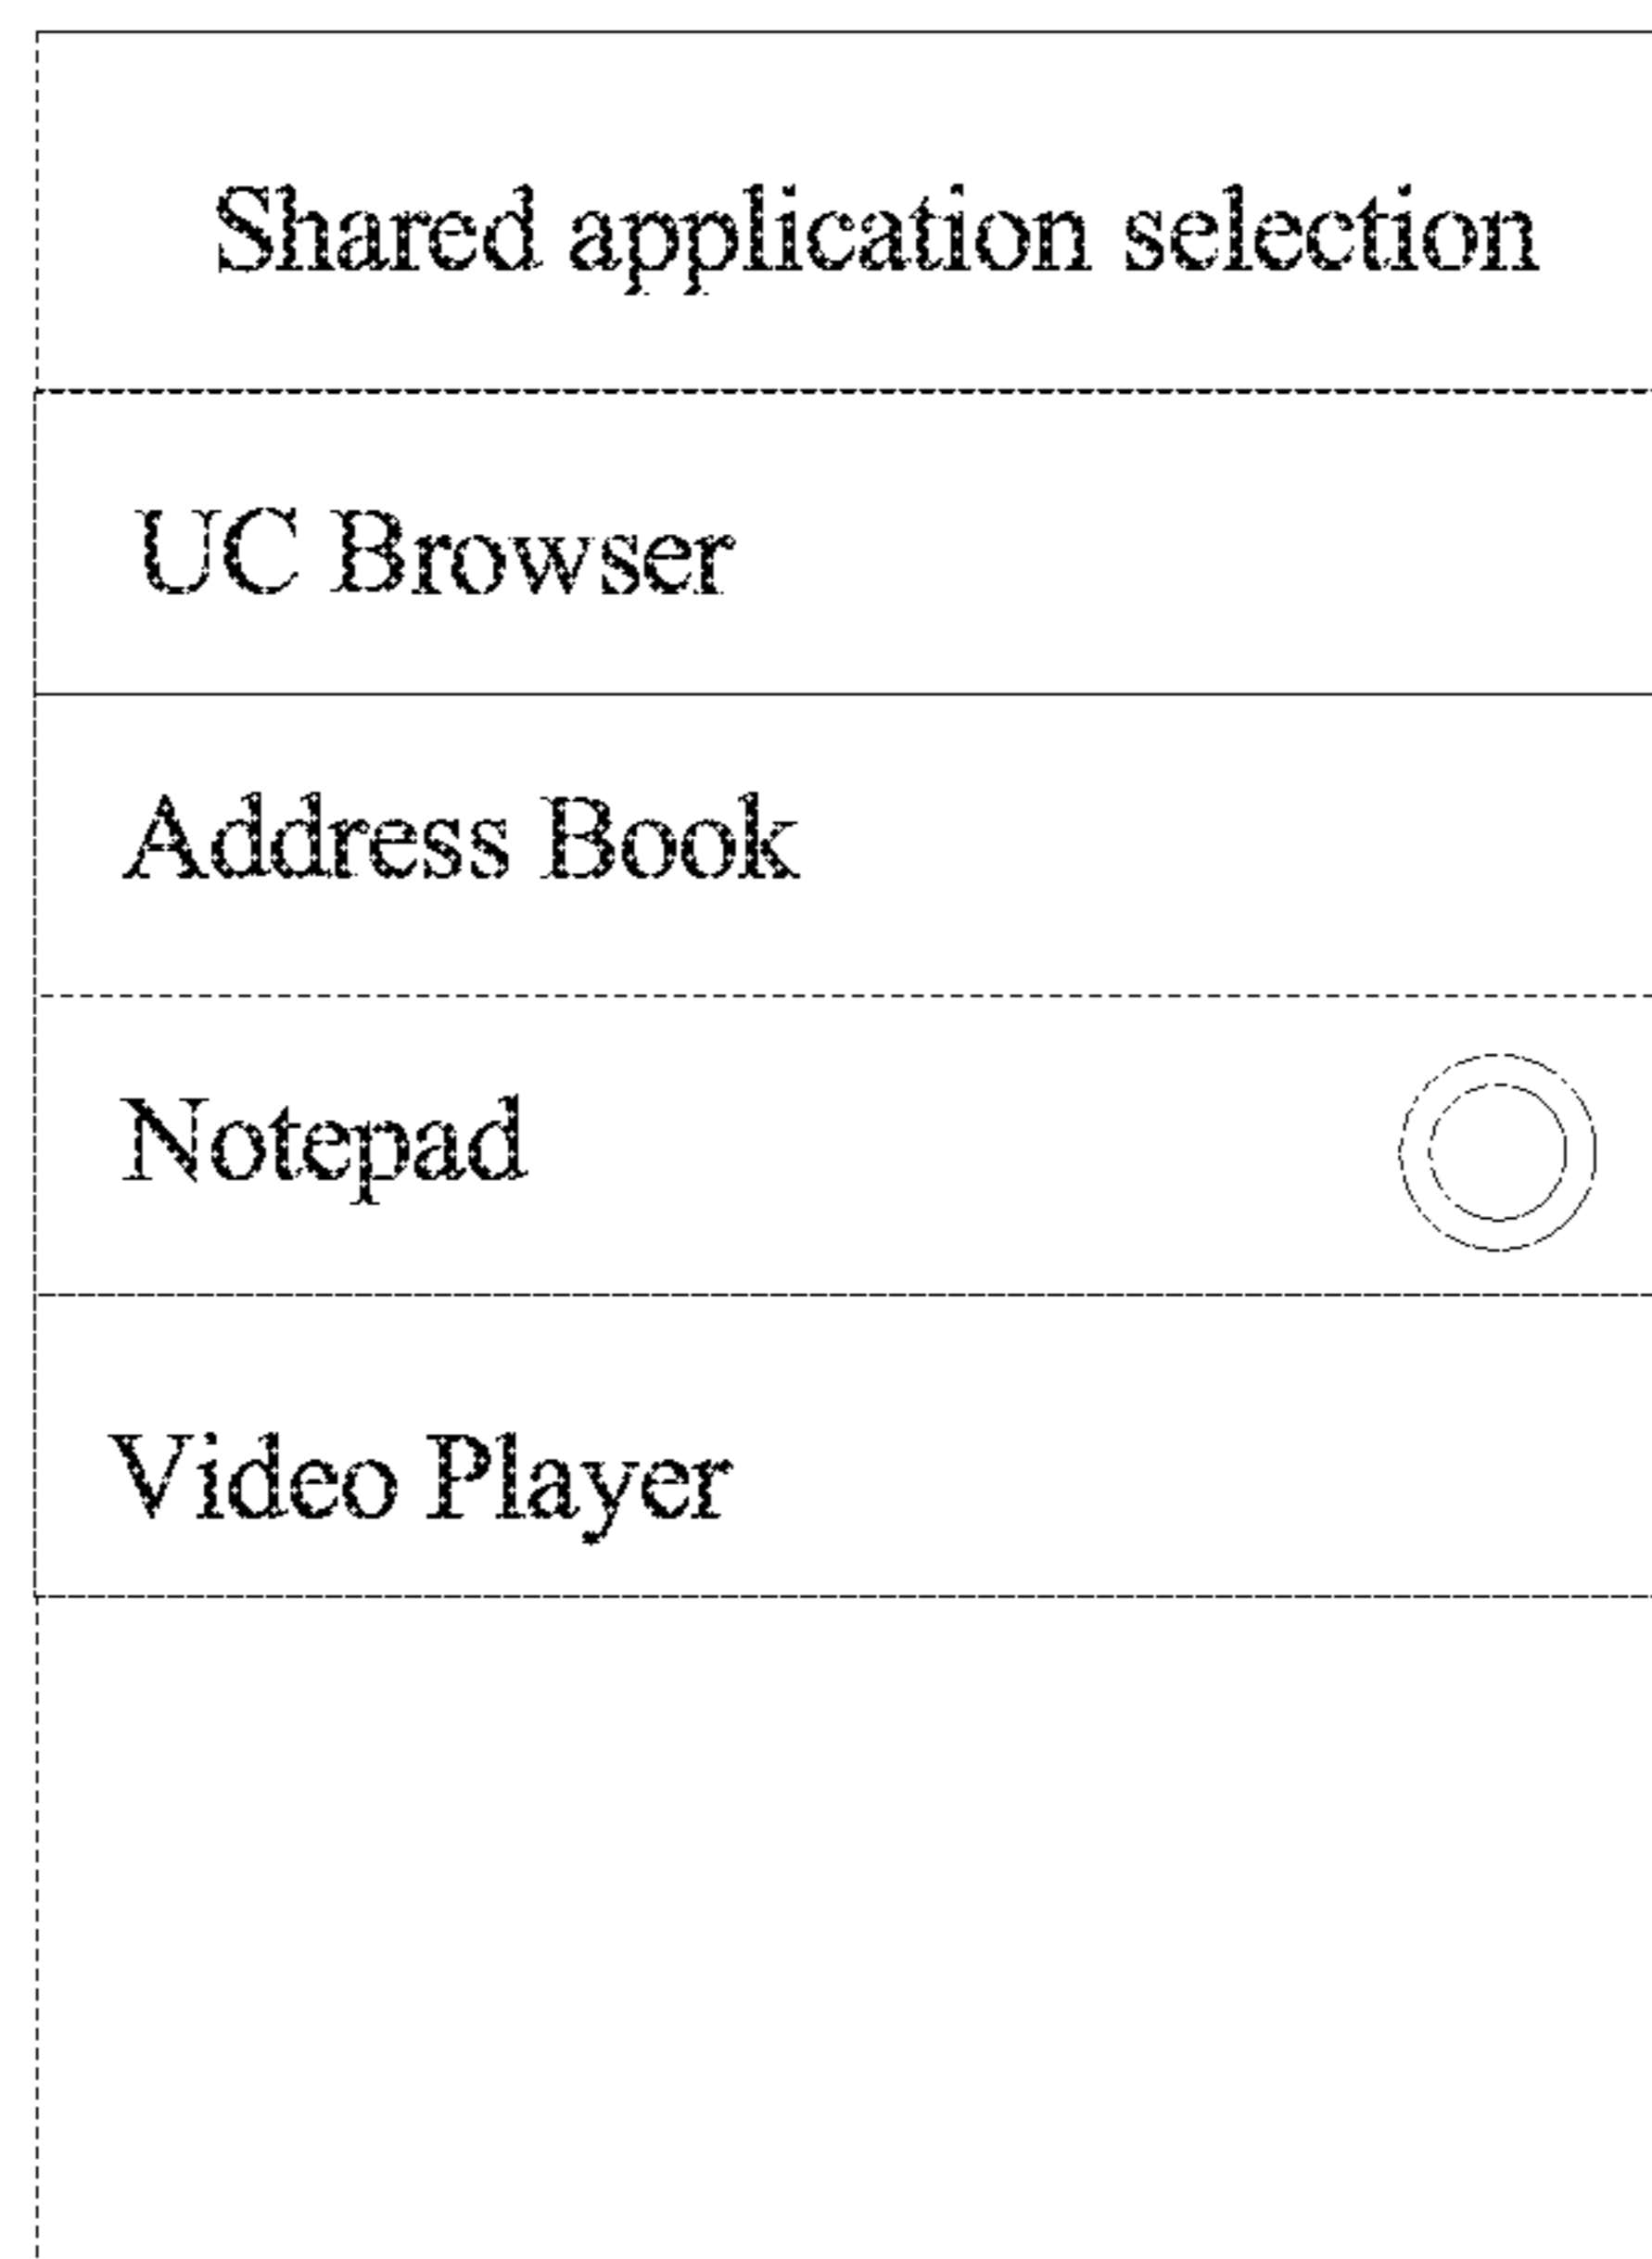 Shared application selection
UC Browser
Address Book
Notepad
Video Player